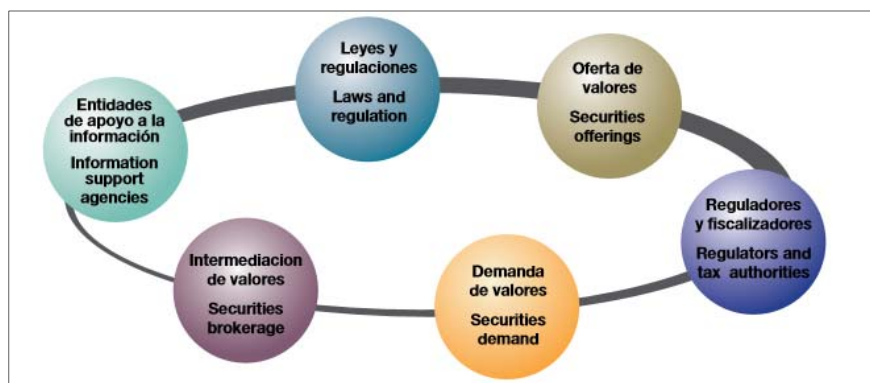 Leyes y
regulaciones
Laws and
regulation
Oferta de
valores
Securities
offerings
Entidades
de apoyo a la
información
Information
support
agencies
Reguladores
y fiscalizadores
Regulators and
tax authorities
Intermediacion
de valores
Securities
brokerage
Demanda
de valores
Securities
demand